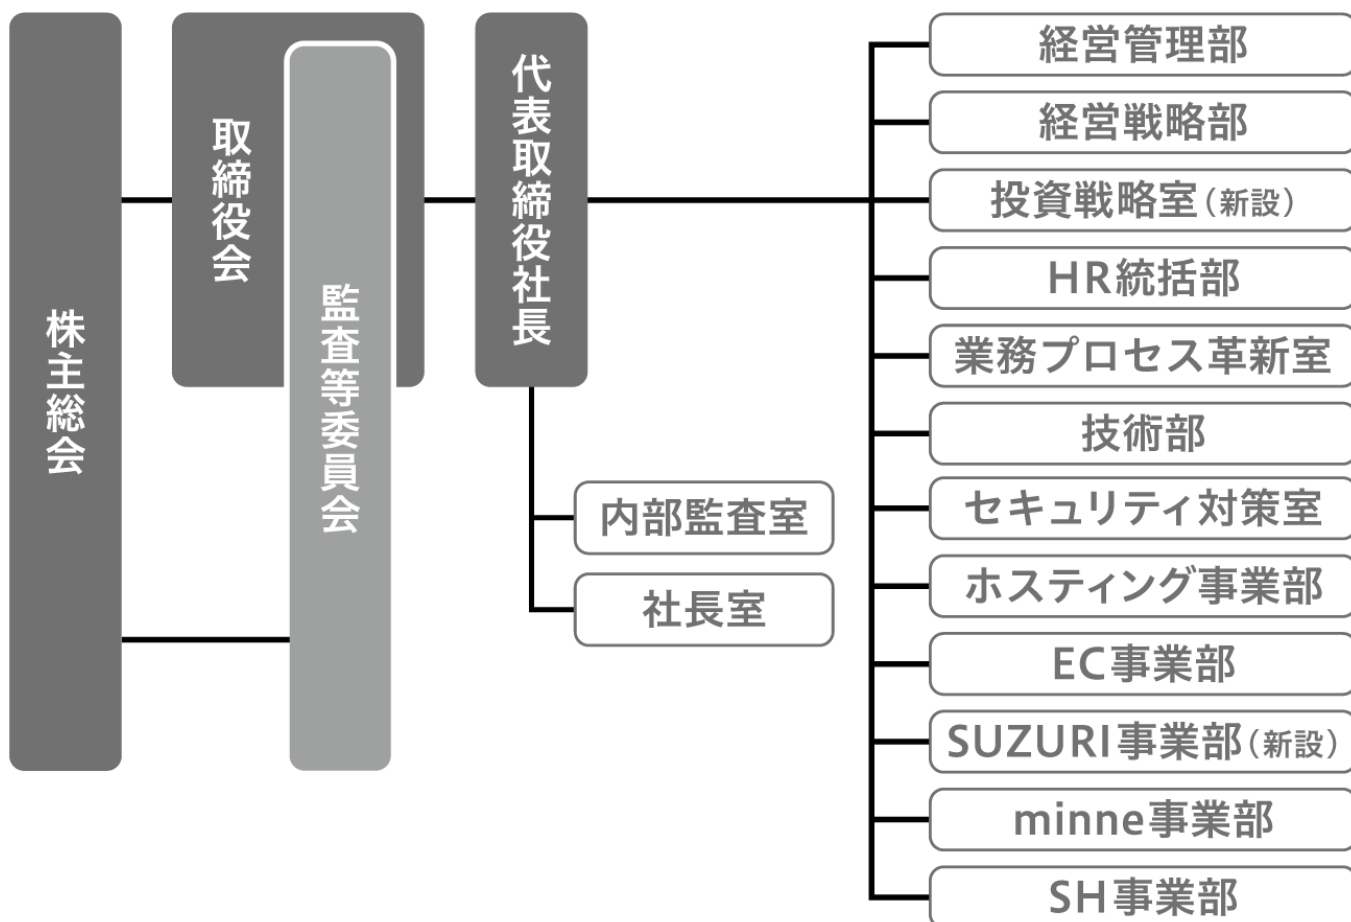 株主総会
取締役会
監査等委員会
代表取締役社長
内部監査室
社長室
経営管理部
経営戦略部
投資戦略室（新設）
HR統括部
業務プロセス革新室
技術部
セキュリティ対策室
ホスティング事業部
EC事業部
SUZURI事業部（新設）
minne事業部
SH事業部